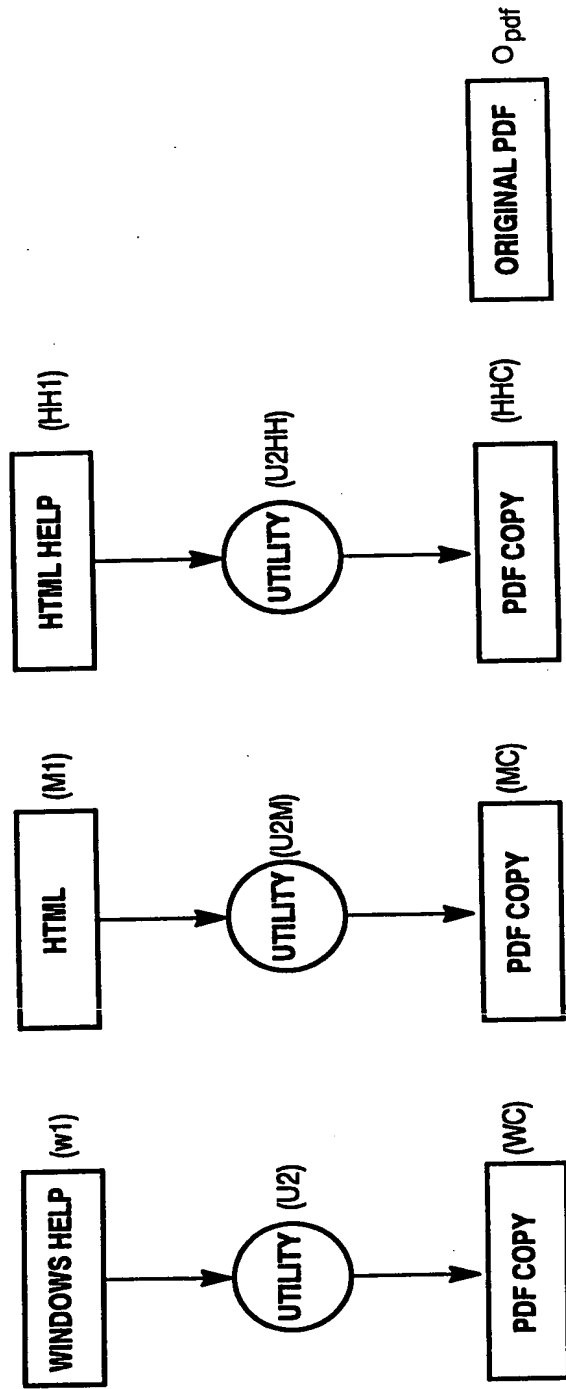 WINDOWS HELP (w1)
UTILITY (U2)
PDF COPY (WC)
HTML (M1)
UTILITY (U2M)
PDF COPY (MC)
HTML HELP (HH1)
UTILITY (U2HH)
PDF COPY (HHC)
ORIGINAL PDF Opdf